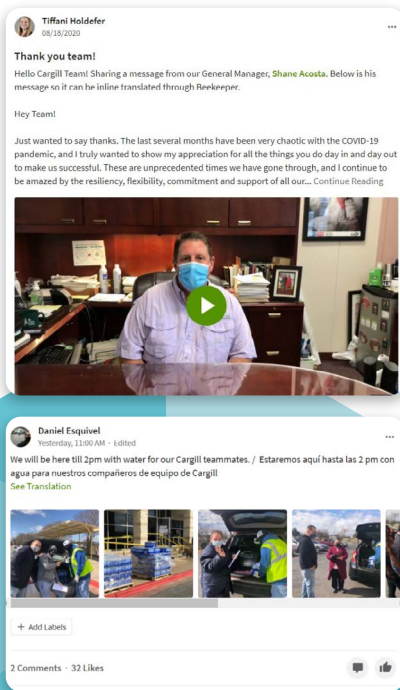 Tiffani Holdefer
08/18/2020
Thank you team!
Hello Cargill Team! Sharing a message from our General Manager, Shane Acosta. Below is his
message so it can be inline translated through Beekeeper.
Hey Team!
Just wanted to say thanks. The last several months have been very chaotic with the COVID-19
pandemic, and I truly wanted to show my appreciation for all the things you do day in and day out
to make us successful. These are unprecedented times we have gone through, and I continue to
be amazed by the resiliency, flexibility, commitment and support of all our... Continue Reading
Daniel Esquivel
Yesterday, 11:00 AM · Edited
We will be here till 2pm with water for our Cargill teammates. / Estaremos aquí hasta las 2 pm con
agua para nuestros compañeros de equipo de Cargill
See Translation
+ Add Labels
2 Comments · 32 Likes